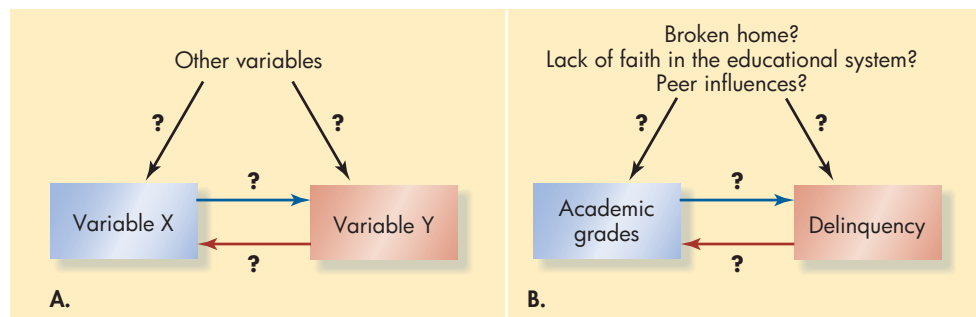 Other variables
?
?
?
Variable X
Variable Y
?
A.
Broken home?
Lack of faith in the educational system?
Peer influences?
?
?
?
Academic
grades
Delinquency
?
B.